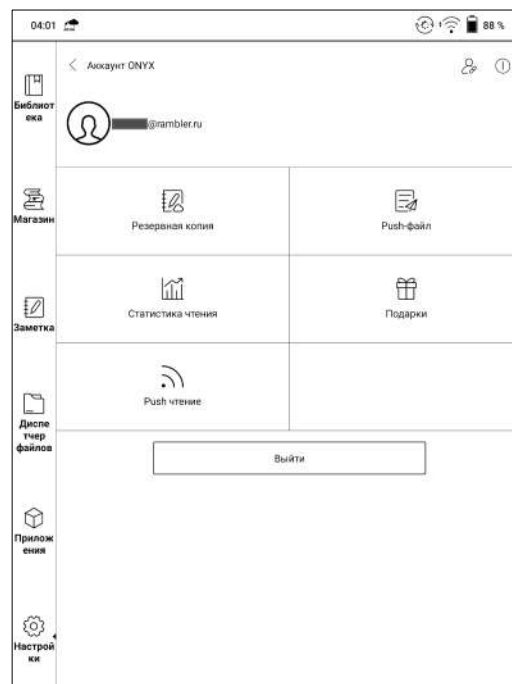 04:01
88 %
Аккаунт ONYX
@rambler.ru
Библиот
ека
Магазин
Заметка
Диспе
тчер
файлов
Прилож
ения
Настрой
ки
Резервная копия
Push-файл
Статистика чтения
Подарки
Push чтение
Выйти